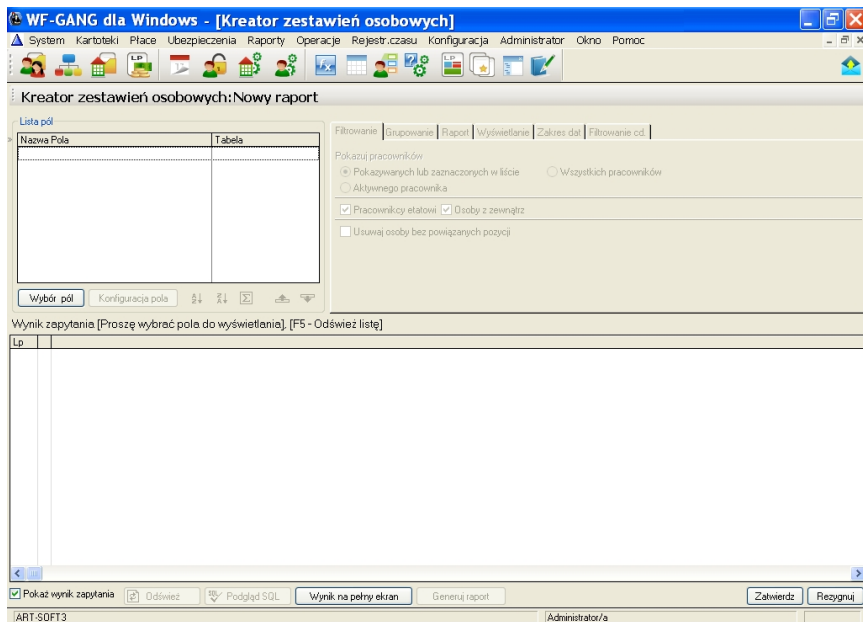 WF-GANG dla Windows - [Kreator zestawień osobowych]
System Kartoteki Płace Ubezpieczenia Raporty Operacje Rejestr.czasu Konfiguracja Administrator Okno Pomoc
Kreator zestawień osobowych:Nowy raport
Lista pól
Nazwa Pola Tabela
Filtrowanie Grupowanie Raport Wyświetlanie Zakres dat Filtrowanie cd.
Pokazuj pracowników
Pokazywanych lub zaznaczonych w liście Wszystkich pracowników
Aktywnego pracownika
Pracownikcy etatowi Osoby z zewnątrz
Usuwaj osoby bez powiązanych pozycji
Wybór pól Konfiguracja pola
Wynik zapytania [Proszę wybrać pola do wyświetlania], [F5 - Odśwież listę]
Lp
Pokaż wynik zapytania Odśwież Podgląd SQL Wynik na pełny ekran Generuj raport Zatwierdz Rezygnuj
ART-SOFT3 Administrator/a